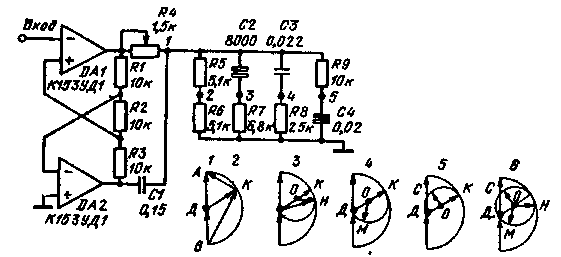 Вход
R4
1,5к
1
C2
8000
C3
0,022
DA1
К153УД1
R1
10к
R2
10к
R3
10к
DA2
К153УД1
C1
0,15
R5
5,1к
2
R6
5,1к
3
R7
6,8к
4
R8
25к
R9
10к
5
C4
0,02
1 2 3 4 5 6
А К Д В
О К Н
О К Д М
С К Д О
С О Н Д М